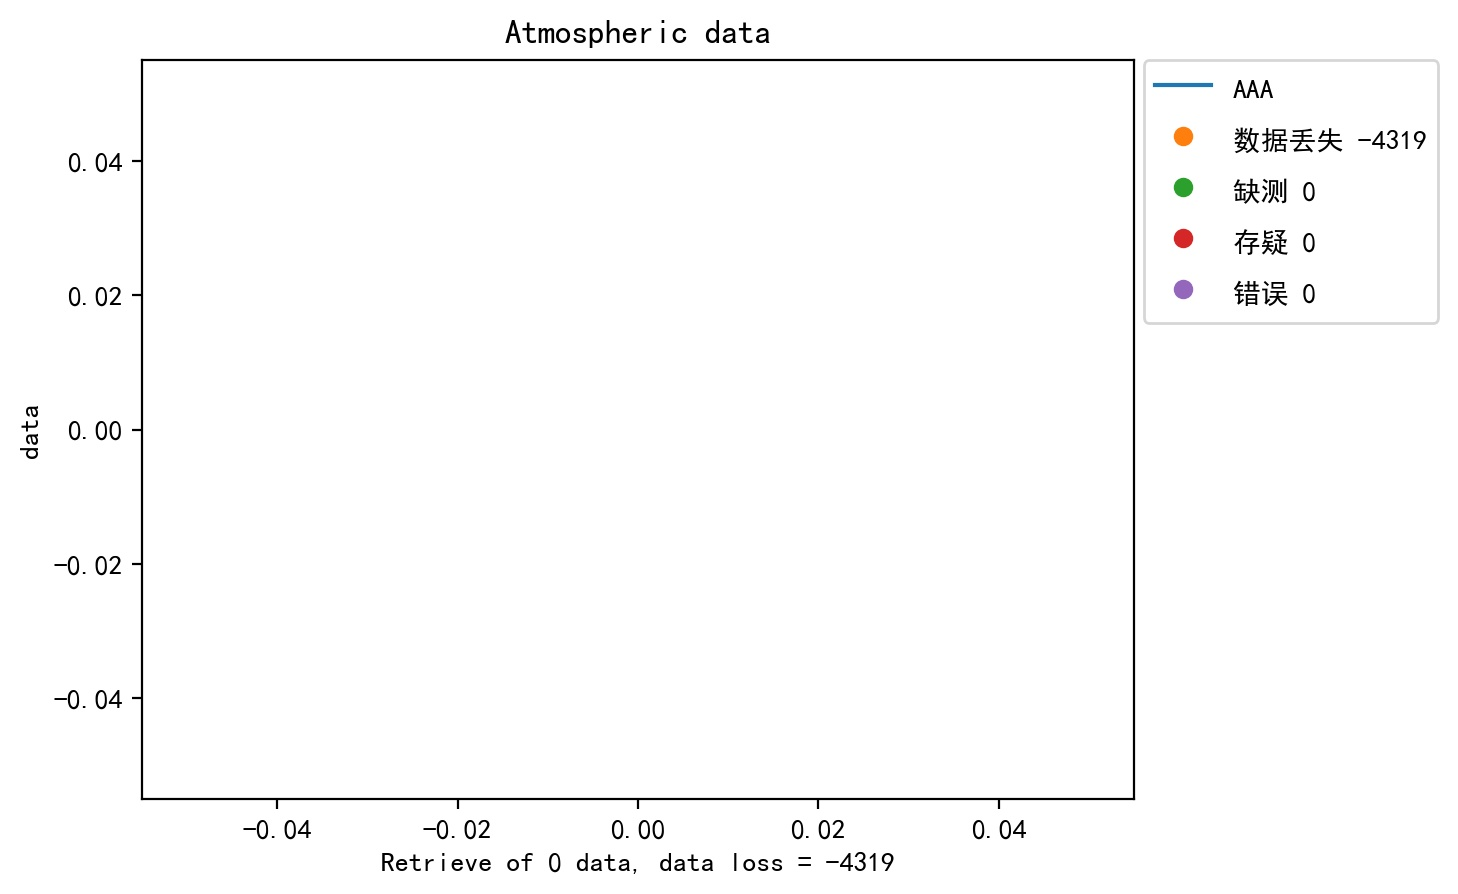 Atmospheric data
AAA
数据丢失 -4319
缺测 0
存疑 0
错误 0
data
0.04
0.02
0.00
-0.02
-0.04
-0.04
-0.02
0.00
0.02
0.04
Retrieve of 0 data, data loss = -4319